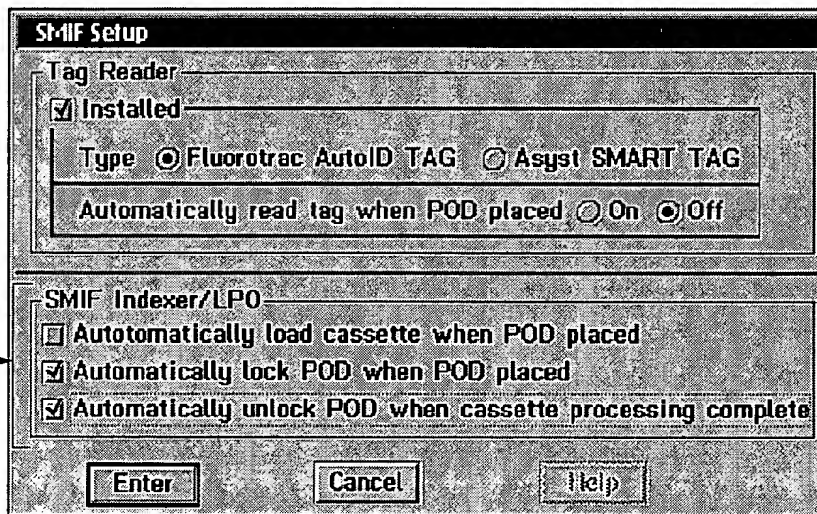 SMIF Setup
Tag Reader
Installed
Type Fluorotrac AutoID TAG Asyst SMART TAG
Automatically read tag when POD placed On Off
SMIF Indexer/LPO
Autotomatically load cassette when POD placed
Automatically lock POD when POD placed
Automatically unlock POD when cassette processing complete
Enter Cancel Help